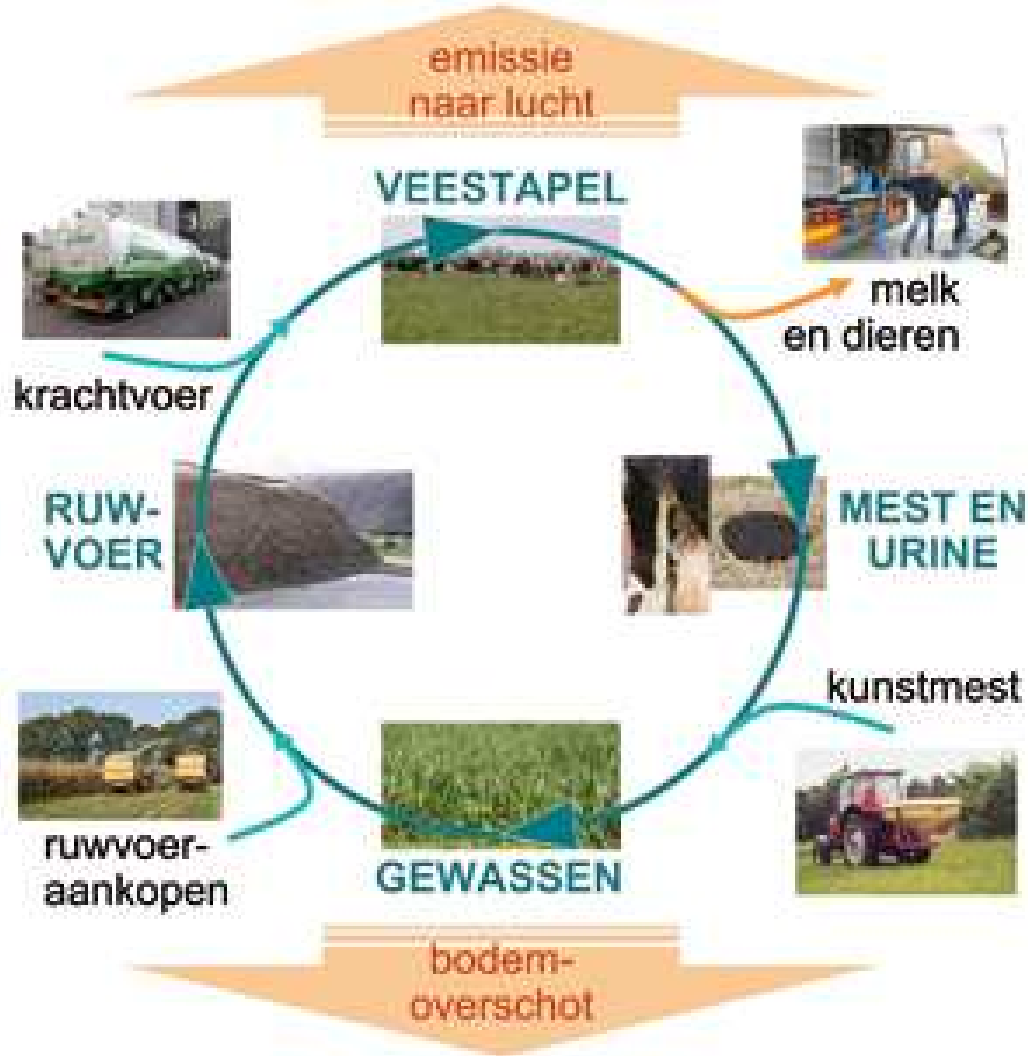 emissie
naar lucht
VEESTAPEL
melk
en dieren
krachtvoer
RUW-
VOER
MEST EN
URINE
kunstmest
ruwvoer-
aankopen
GEWASSEN
bodem-
overschot